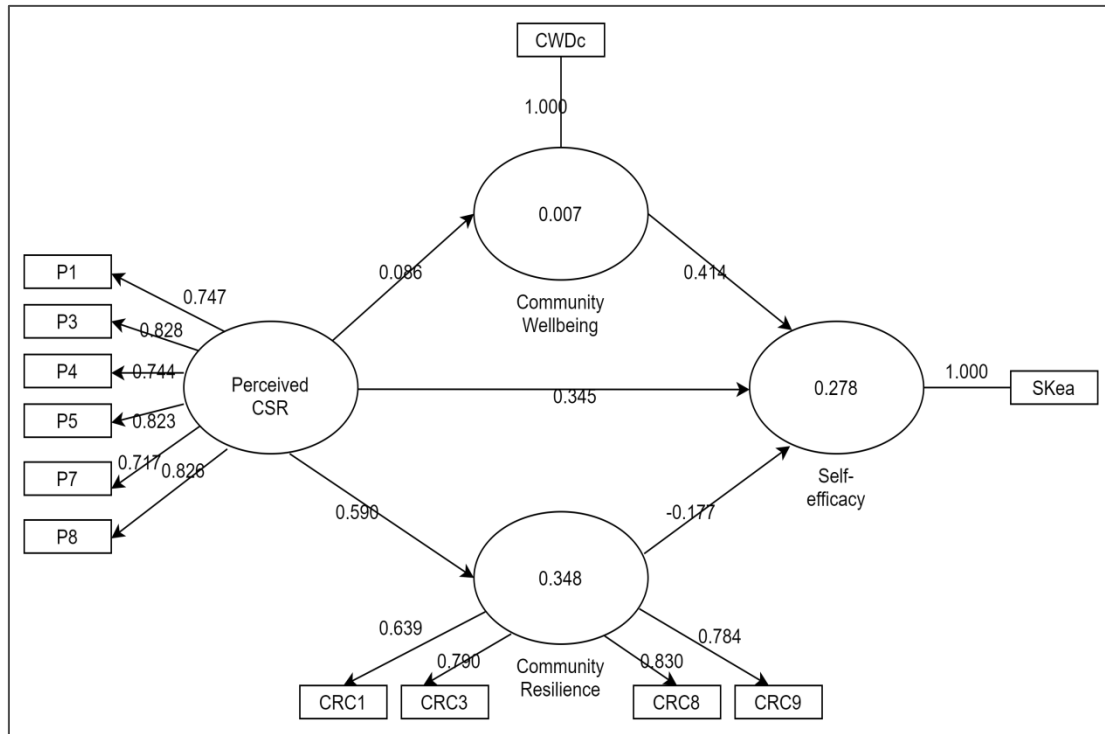 CWDc
1.000
0.007
P1
0.747
0.086
0.414
Community
Wellbeing
P3
0.828
P4
0.744
Perceived
CSR
0.345
0.278
1.000
SKea
P5
0.823
P7
0.717
0.826
Self-
efficacy
P8
0.590
-0.177
0.348
0.639
0.790
0.830
0.784
Community
Resilience
CRC1
CRC3
CRC8
CRC9